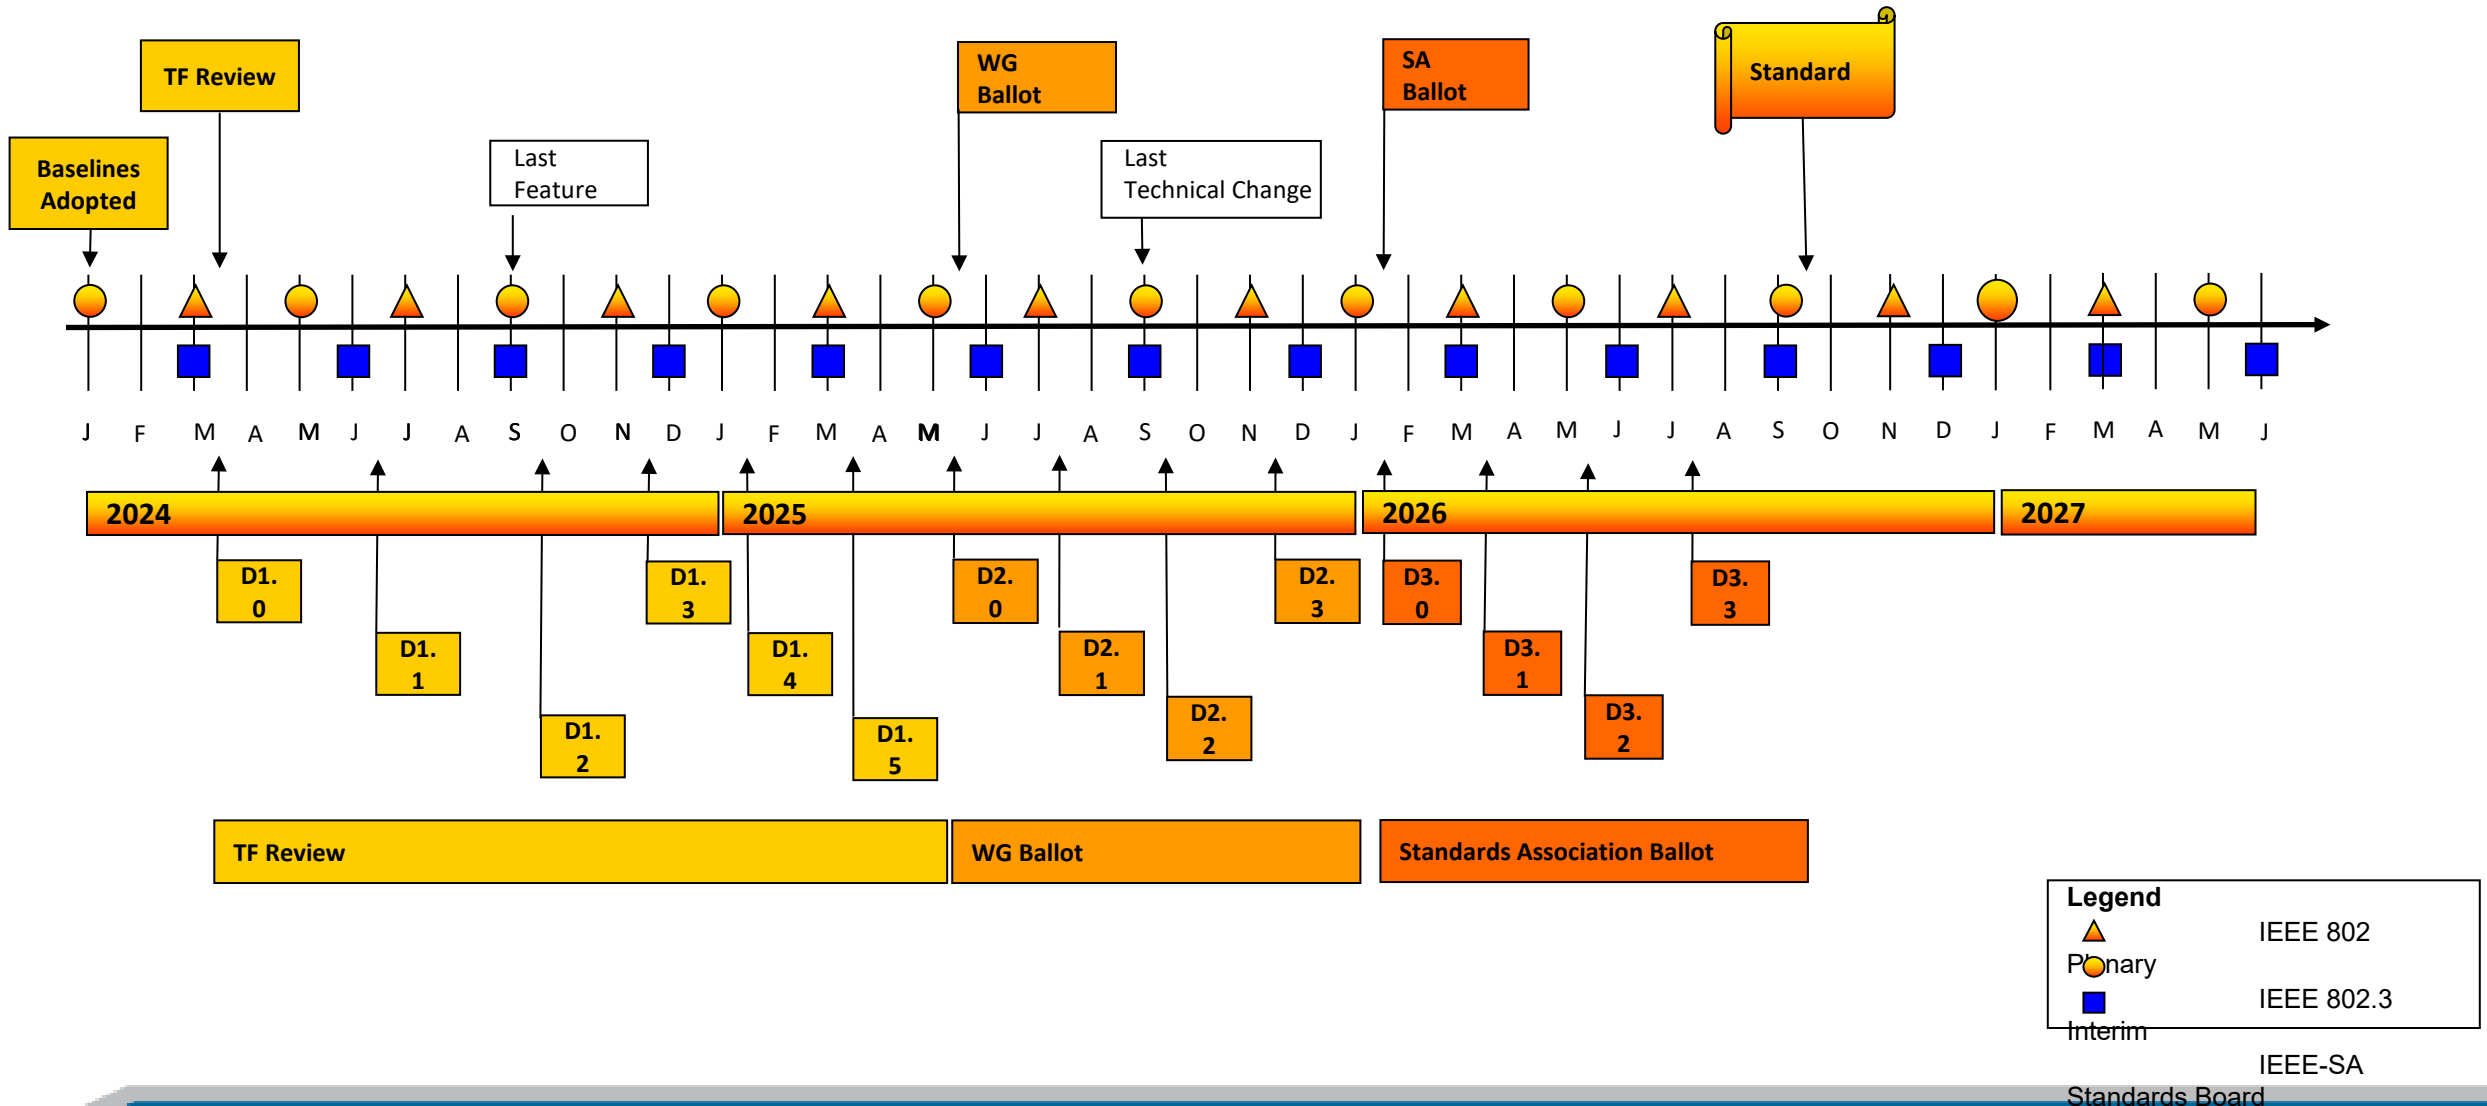 TF Review
WG
Ballot
SA
Ballot
Standard
Baselines
Adopted
Last
Feature
Last
Technical Change
J F M A M J J A S O N D J F M A M J J A S O N D J F M A M J J A S O N D J F M A M J
2024 2025 2026 2027
D1.
0
D1.
3
D2.
0
D2.
3
D3.
0
D3.
3
D1.
1
D1.
4
D2.
1
D3.
1
D1.
2
D1.
5
D2.
2
D3.
2
TF Review
WG Ballot
Standards Association Ballot
Legend
IEEE 802
Plenary
IEEE 802.3
Interim
IEEE-SA
Standards Board